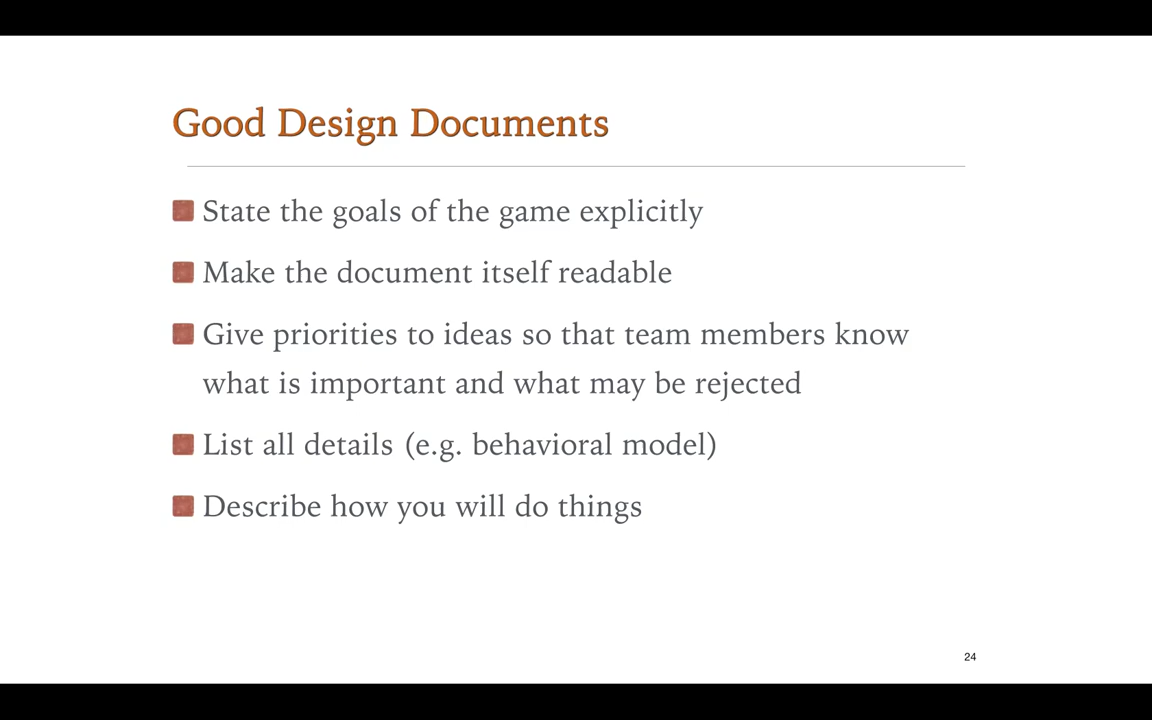 Good Design Documents
State the goals of the game explicitly
Make the document itself readable
Give priorities to ideas so that team members know
what is important and what may be rejected
List all details (e.g. behavioral model)
Describe how you will do things
24